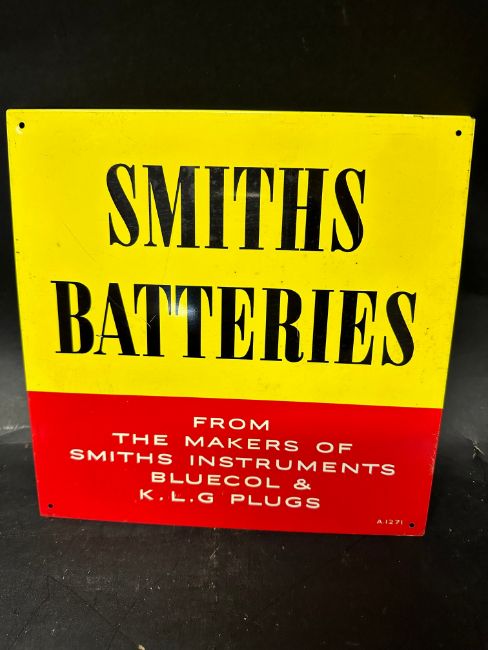 SMITHS
BATTERIES
FROM
THE MAKERS OF
SMITHS INSTRUMENTS
BLUECOL &
K.L.G PLUGS
A.1271